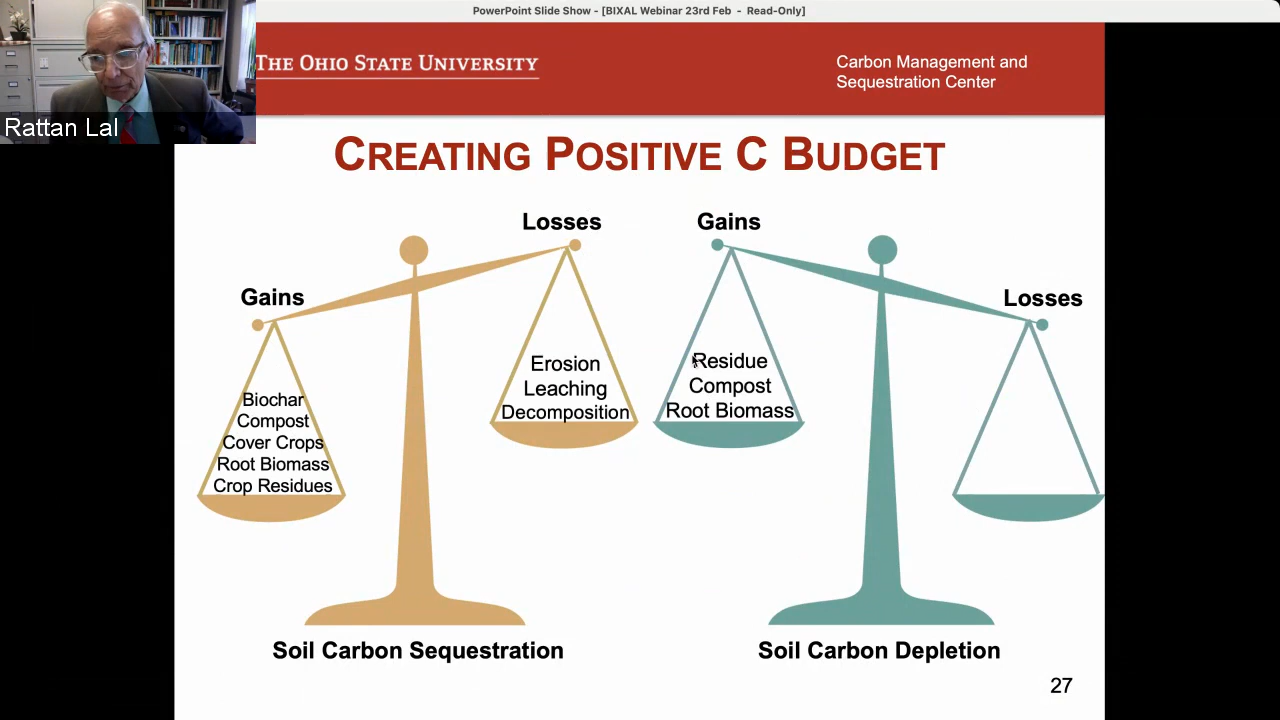 PowerPoint Slide Show - [BIXAL Webinar 23rd Feb - Read-Only]
Rattan Lal
THE OHIO STATE UNIVERSITY
Carbon Management and
Sequestration Center
CREATING POSITIVE C BUDGET
Gains
Losses
Biochar
Compost
Cover Crops
Root Biomass
Crop Residues
Erosion
Leaching
Decomposition
Soil Carbon Sequestration
Gains
Losses
Residue
Compost
Root Biomass
Soil Carbon Depletion
27